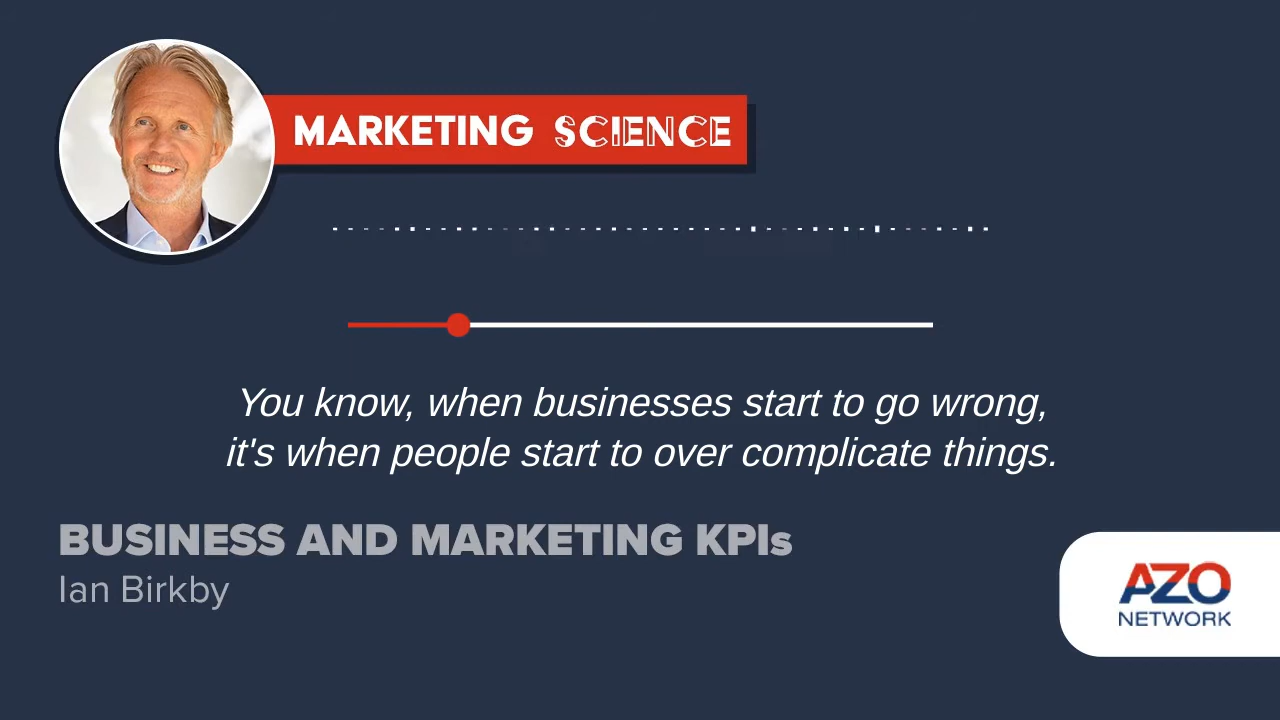 MARKETING SCIENCE
You know, when businesses start to go wrong,
it's when people start to over complicate things.
BUSINESS AND MARKETING KPIs
Ian Birkby
AZO
NETWORK